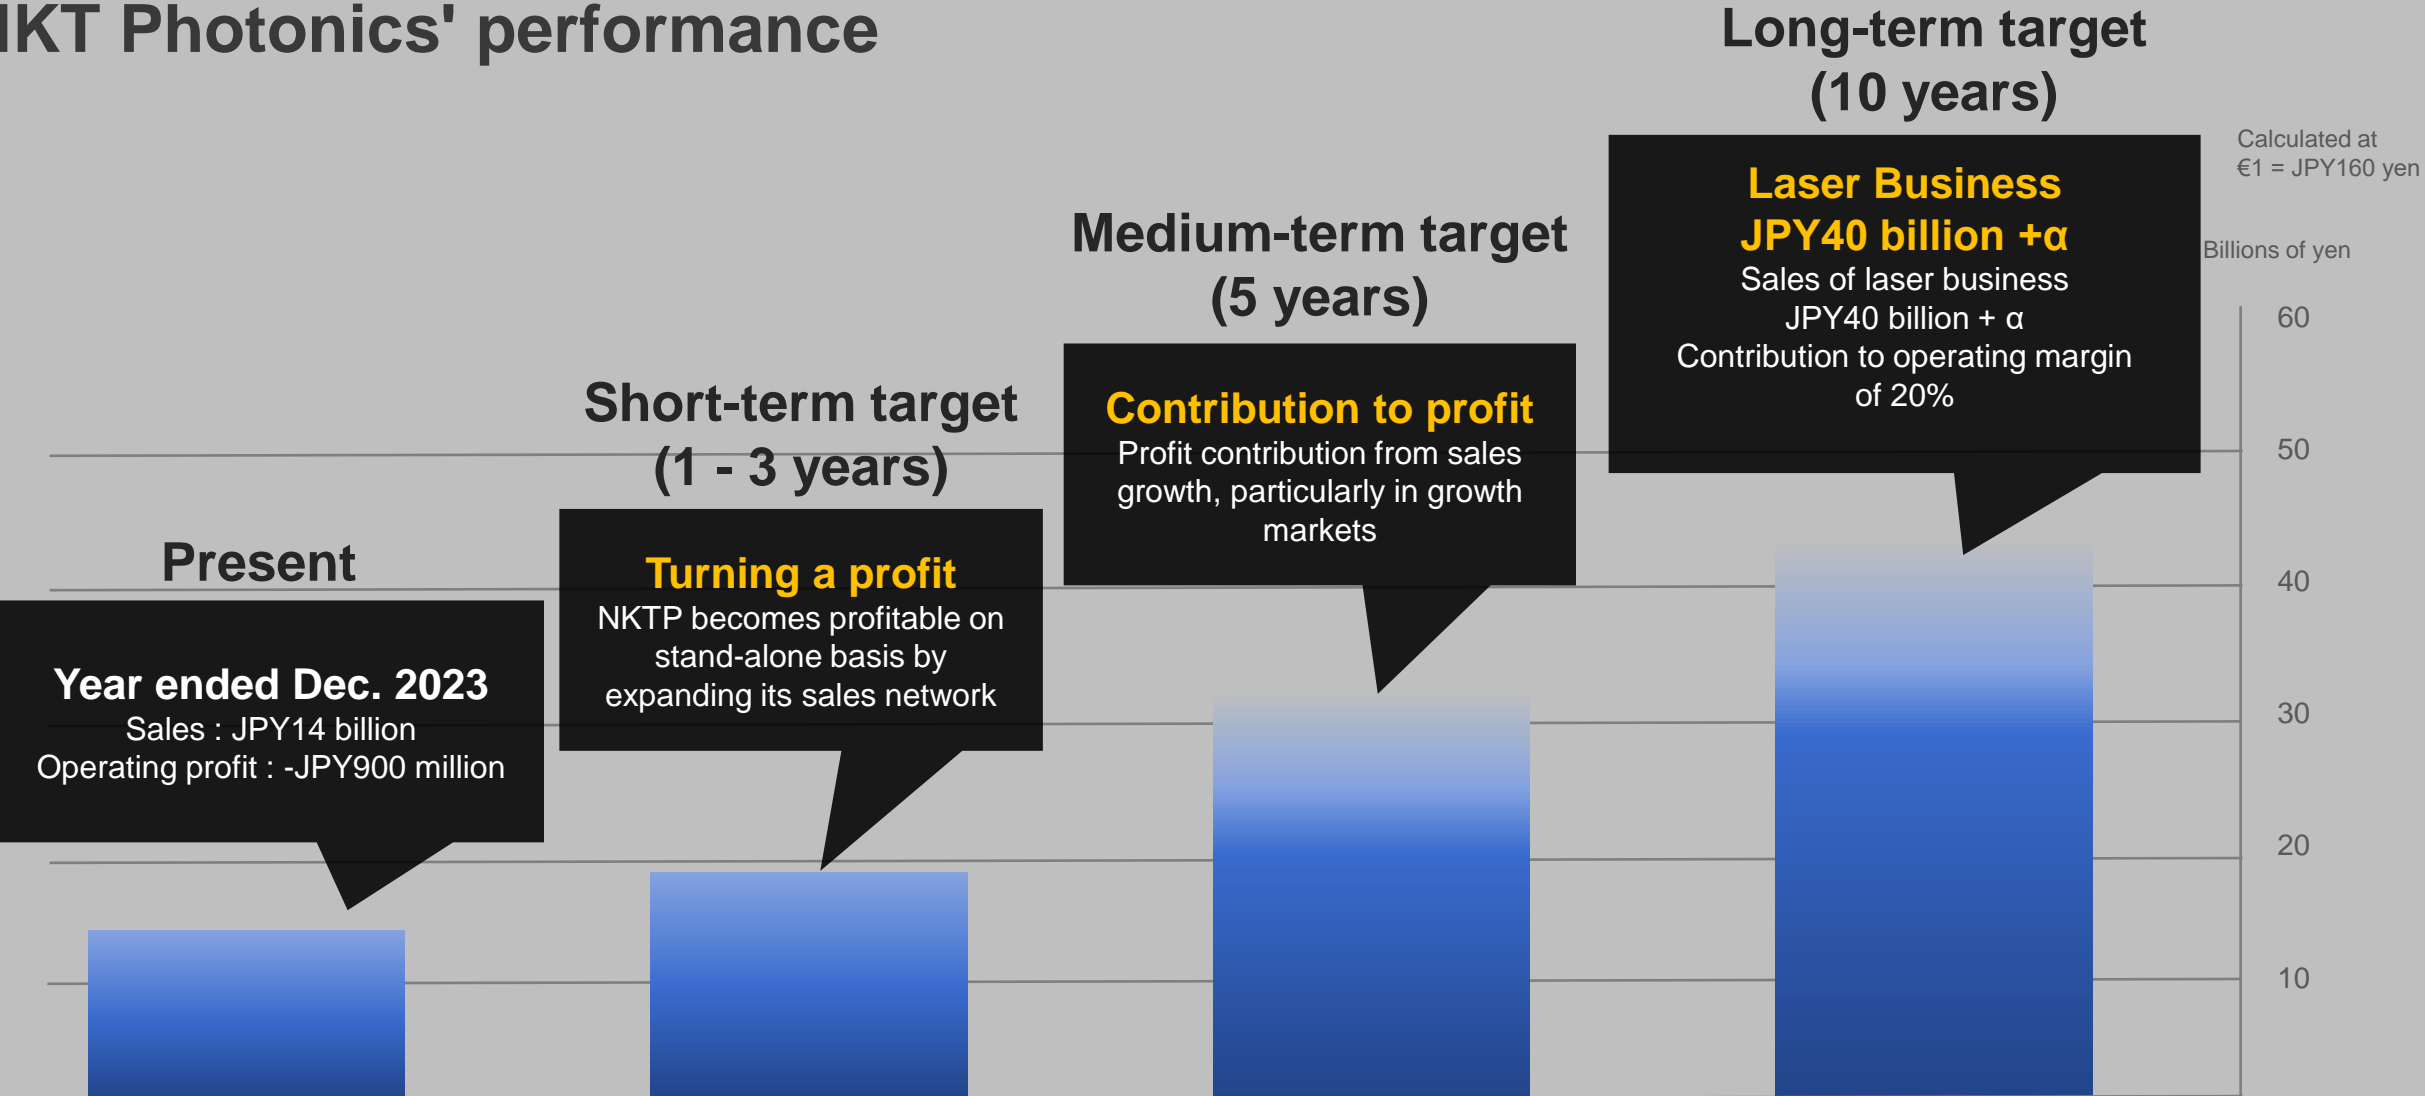 IKT Photonics' performance
Present
Year ended Dec. 2023
Sales : JPY14 billion
Operating profit : -JPY900 million
Short-term target
(1 - 3 years)
Turning a profit
NKTP becomes profitable on
stand-alone basis by
expanding its sales network
Medium-term target
(5 years)
Contribution to profit
Profit contribution from sales
growth, particularly in growth
markets
Long-term target
(10 years)
Laser Business
JPY40 billion +α
Sales of laser business
JPY40 billion + α
Contribution to operating margin
of 20%
Calculated at
€1 = JPY160 yen
Billions of yen
60
50
40
30
20
10